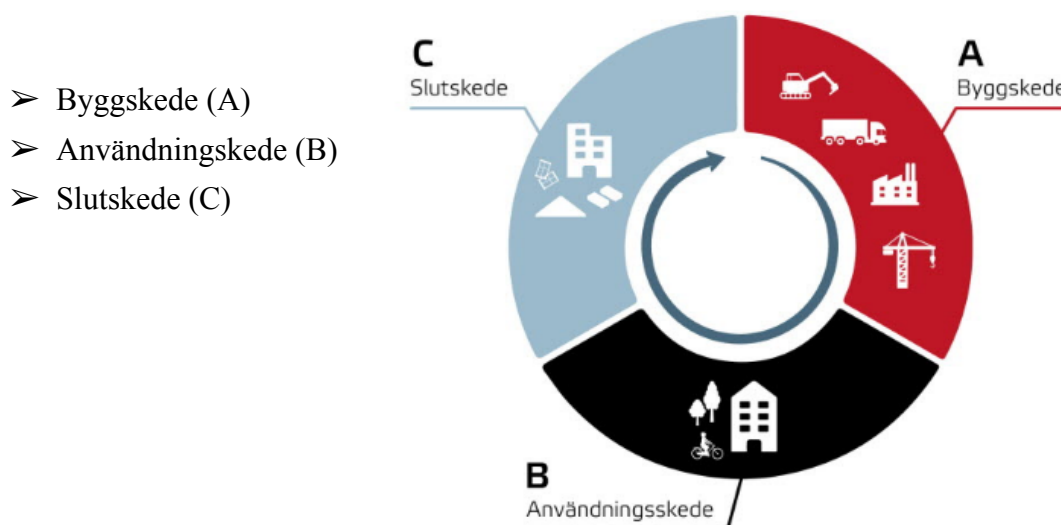 ➢ Byggskede (A)
➢ Användningskede (B)
➢ Slutskede (C)
C
Slutskede
A
Byggskede
B
Användningsskede